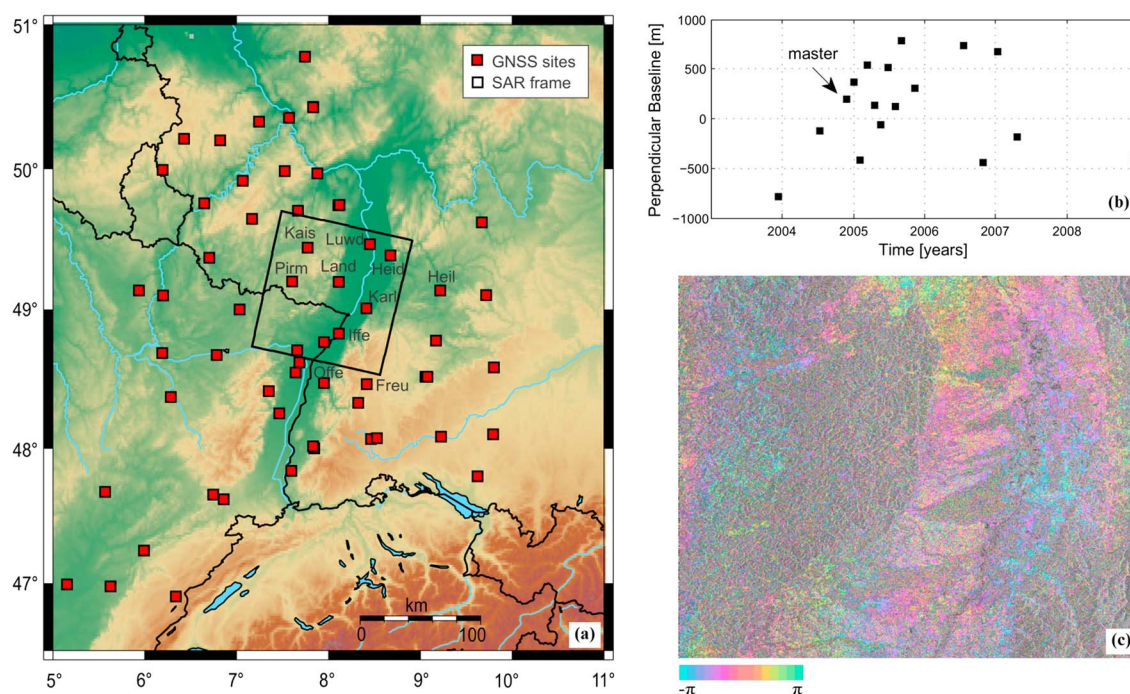 51°
50°
49°
48°
47°
5°
6°
7°
8°
9°
10°
11°
GNSS sites
SAR frame
Kais
Luwd
Pirm
Land
Heid
Heil
Karl
Iffe
Offe
Freu
km
0
100
(a)
Perpendicular Baseline [m]
1000
500
0
−500
−1000
master
2004
2005
2006
2007
2008
Time [years]
(b)
-π
π
(c)